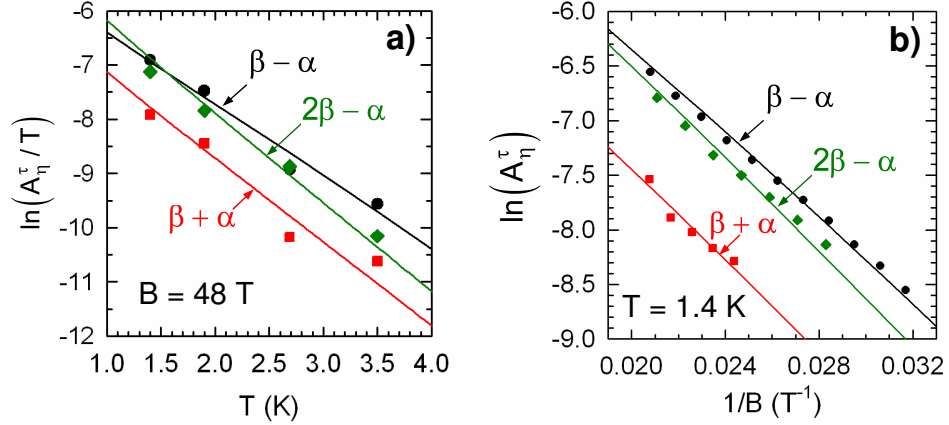 a)
ln(A_η^τ / T)
-6
-7
-8
-9
-10
-11
-12
β − α
2β − α
β + α
B = 48 T
1.0 1.5 2.0 2.5 3.0 3.5 4.0
T (K)
b)
ln(A_η^τ)
-6.0
-6.5
-7.0
-7.5
-8.0
-8.5
-9.0
β − α
2β − α
β + α
T = 1.4 K
0.020 0.024 0.028 0.032
1/B (T⁻¹)